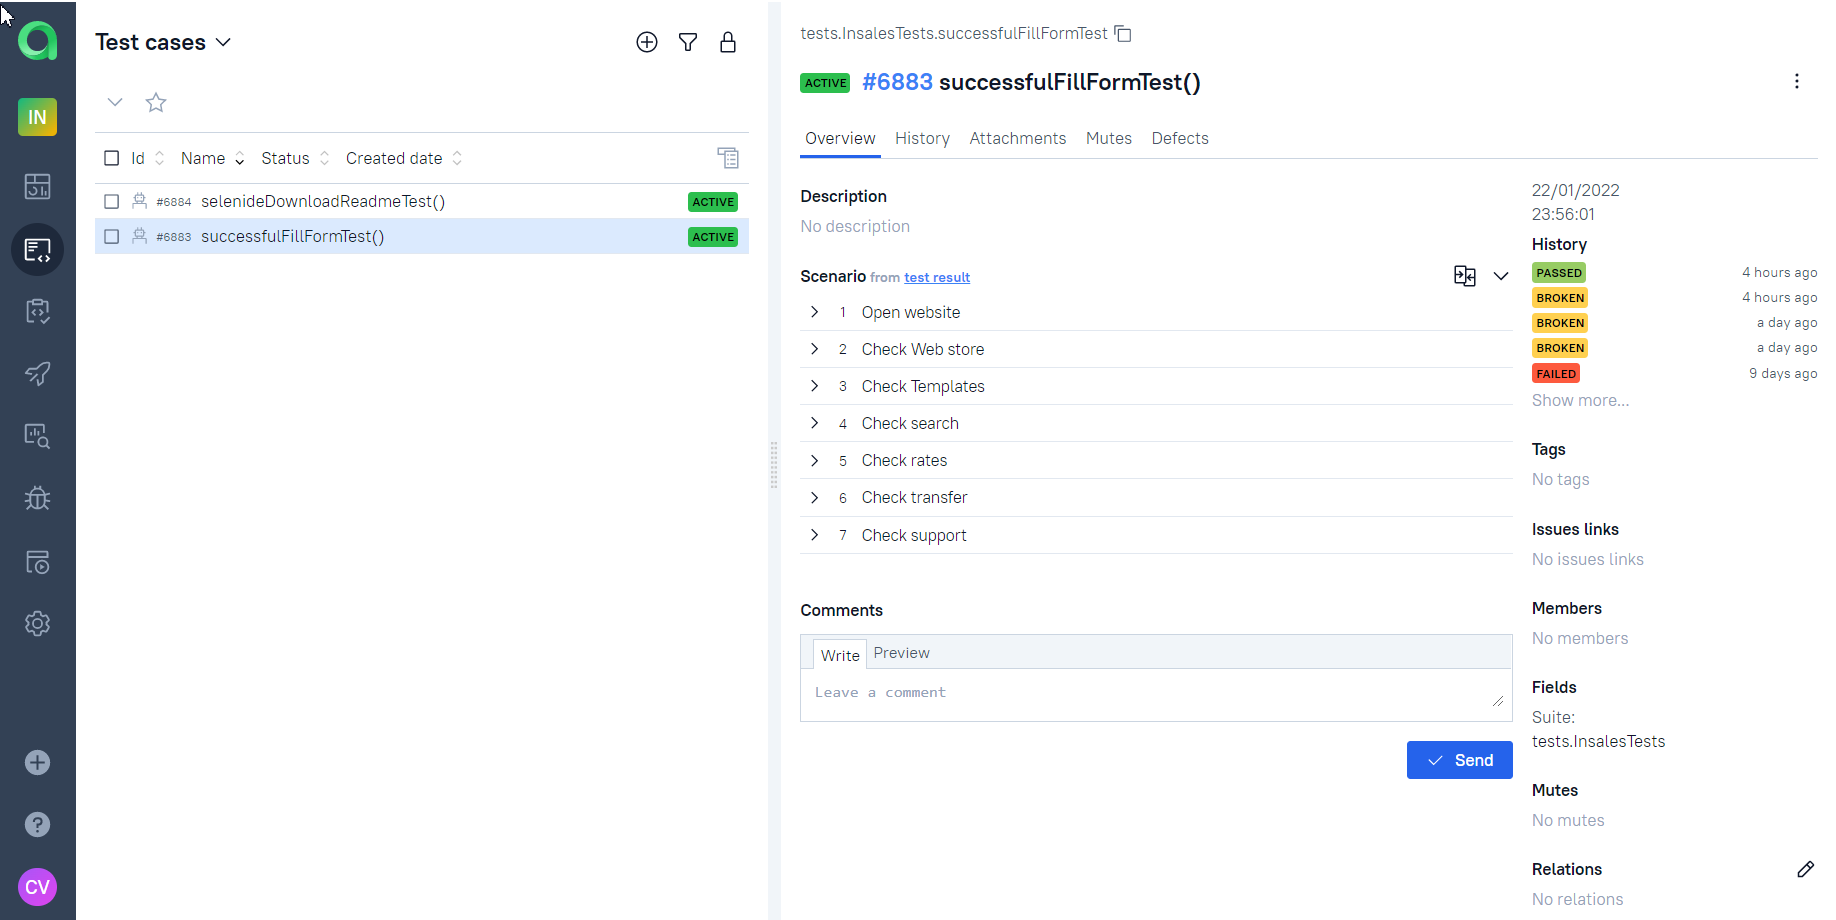 IN
CV
Test cases
Id Name Status Created date
#6884 selenideDownloadReadmeTest() ACTIVE
#6883 successfulFillFormTest() ACTIVE
tests.InsalesTests.successfulFillFormTest
ACTIVE #6883 successfulFillFormTest()
Overview History Attachments Mutes Defects
Description
No description
Scenario from test result
1 Open website
2 Check Web store
3 Check Templates
4 Check search
5 Check rates
6 Check transfer
7 Check support
Comments
Write Preview
Leave a comment
Send
22/01/2022
23:56:01
History
PASSED 4 hours ago
BROKEN 4 hours ago
BROKEN a day ago
BROKEN a day ago
FAILED 9 days ago
Show more...
Tags
No tags
Issues links
No issues links
Members
No members
Fields
Suite:
tests.InsalesTests
Mutes
No mutes
Relations
No relations